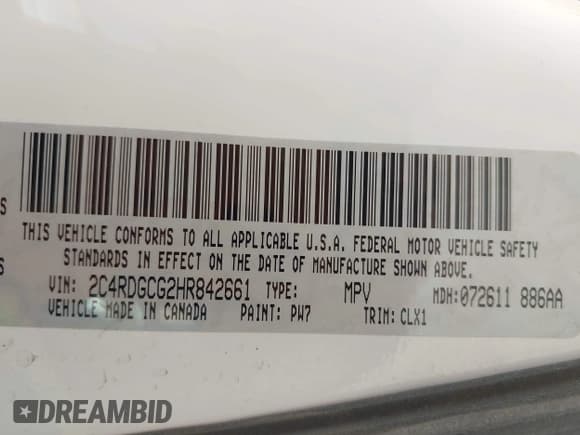 S
THIS VEHICLE CONFORMS TO ALL APPLICABLE U.S.A. FEDERAL MOTOR VEHICLE SAFETY
S
STANDARDS IN EFFECT ON THE DATE OF MANUFACTURE SHOWN ABOVE.
VIN: 2C4RDGCG2HR842661 TYPE: MPV MDH:072611 886AA
VEHICLE MADE IN CANADA PAINT: PW7 TRIM: CLX1
DREAMBID